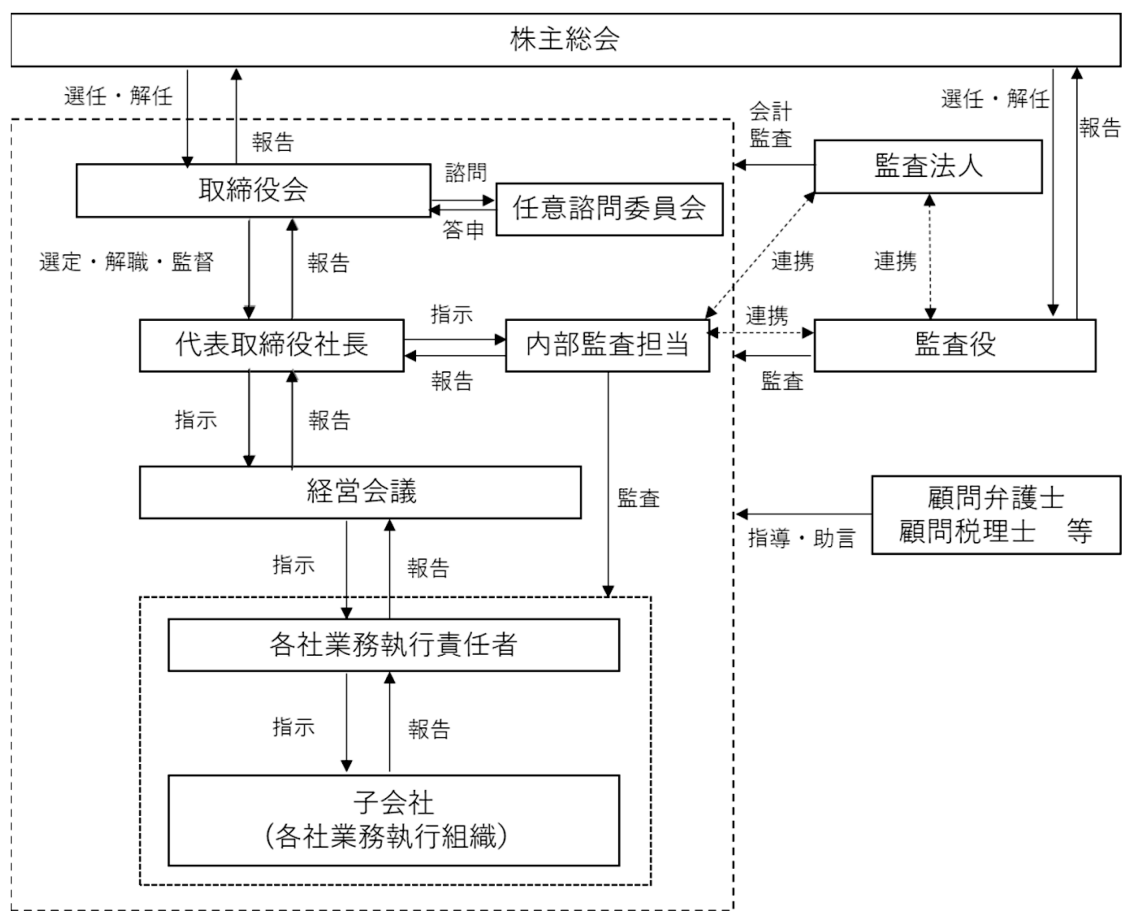 株主総会
選任・解任
報告
選任・解任
報告
会計
監査
監査法人
取締役会
諮問
答申
任意諮問委員会
選定・解職・監督
報告
連携
連携
代表取締役社長
指示
報告
内部監査担当
連携
監査
監査役
指示
報告
経営会議
監査
顧問弁護士
顧問税理士　等
指導・助言
指示
報告
各社業務執行責任者
指示
報告
子会社
（各社業務執行組織）